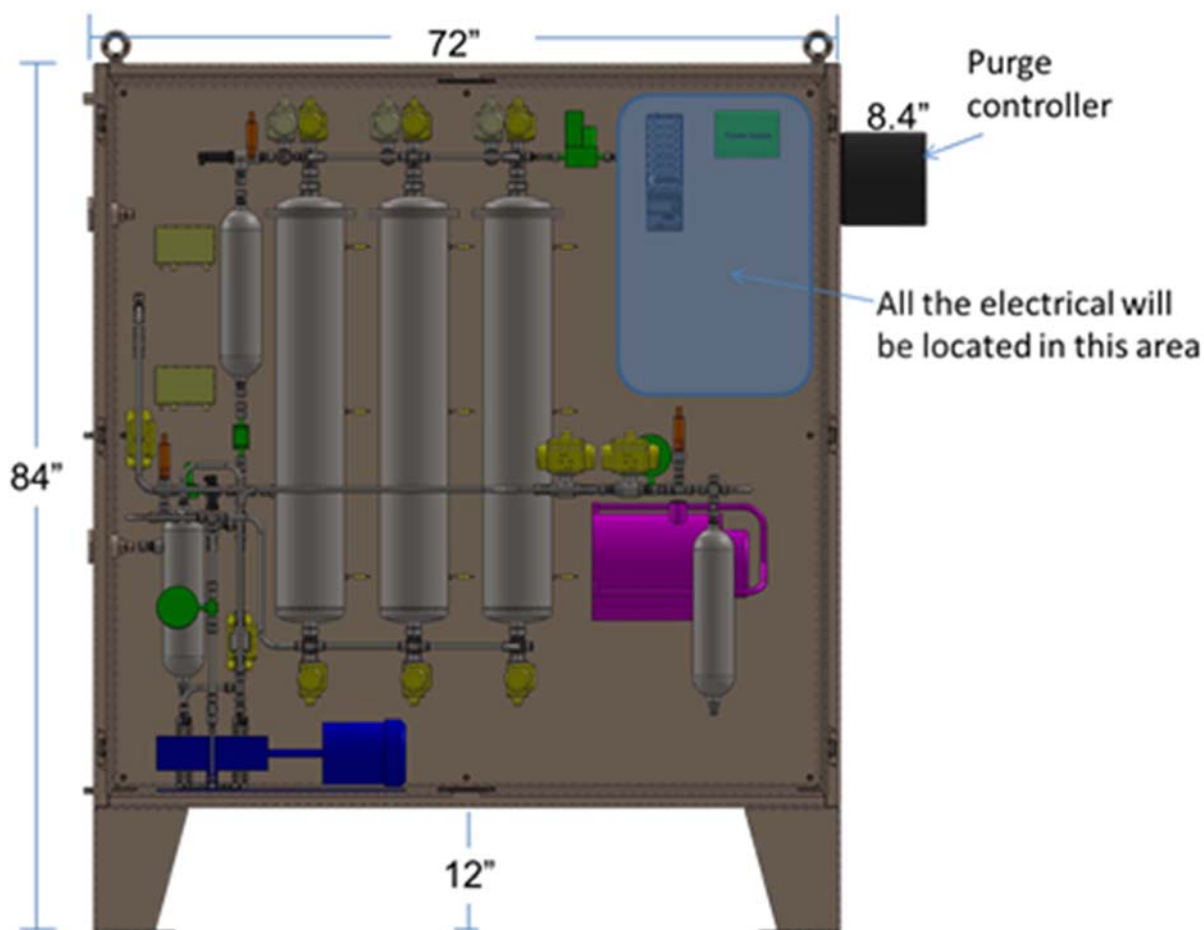 72”
Purge
controller
8.4”
All the electrical will
be located in this area
84”
12”